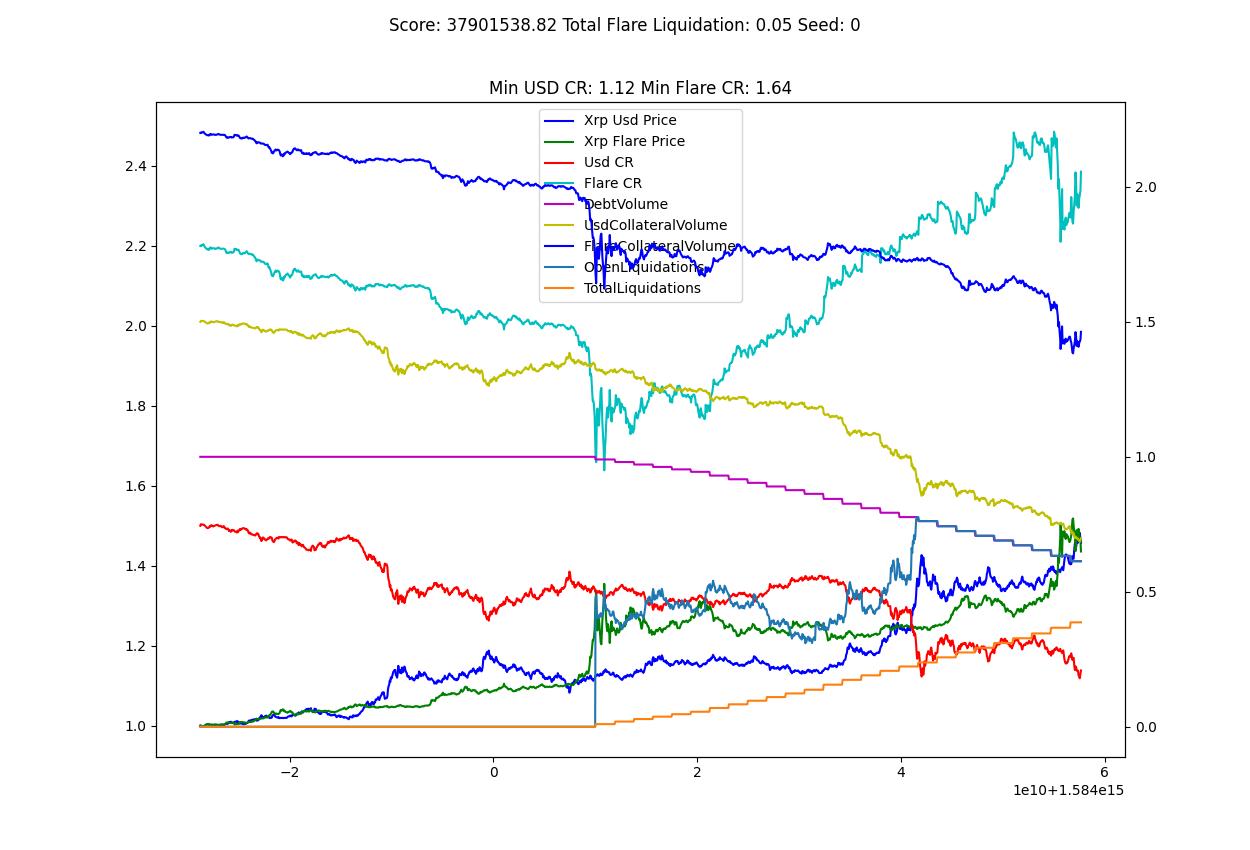 Score: 37901538.82 Total Flare Liquidation: 0.05 Seed: 0
Min USD CR: 1.12 Min Flare CR: 1.64
Xrp Usd Price
Xrp Flare Price
Usd CR
Flare CR
DebtVolume
UsdCollateralVolume
FlareCollateralVolume
OpenLiquidations
TotalLiquidations
2.4
2.2
2.0
1.8
1.6
1.4
1.2
1.0
2.0
1.5
1.0
0.5
0.0
−2
0
2
4
6
1e10+1.584e15